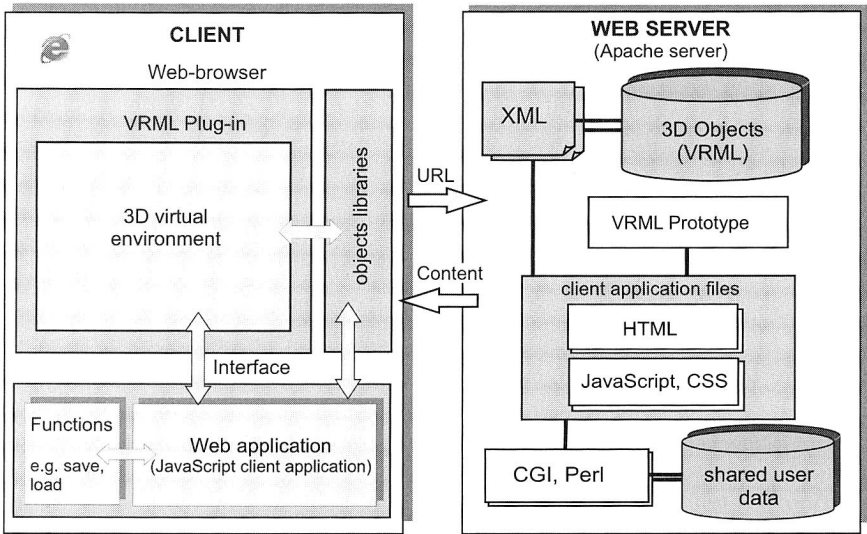 CLIENT
Web-browser
VRML Plug-in
3D virtual
environment
objects libraries
Interface
Functions
e.g. save,
load
Web application
(JavaScript client application)
URL
Content
WEB SERVER
(Apache server)
XML
3D Objects
(VRML)
VRML Prototype
client application files
HTML
JavaScript, CSS
CGI, Perl
shared user
data